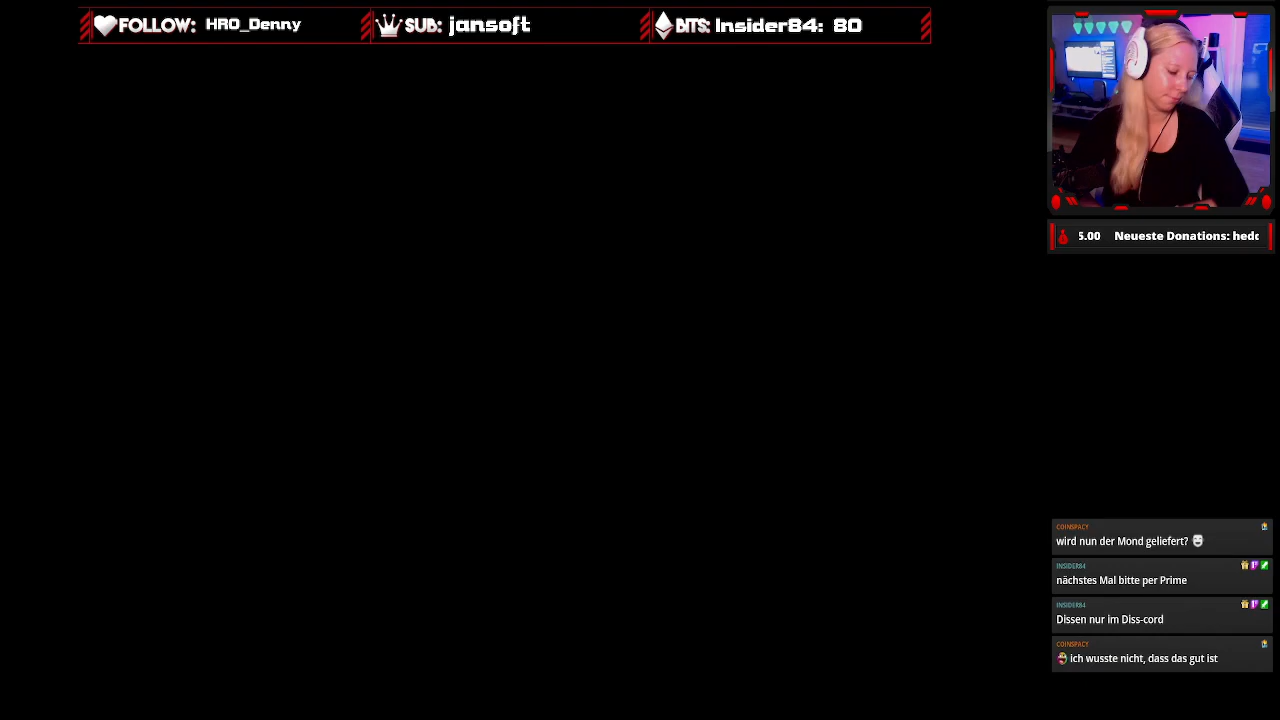 FOLLOW: HRO_Denny
SUB: jansoft
BITS: Insider84: 80
5.00 Neueste Donations: hedc
COINSPACY
wird nun der Mond geliefert?
INSIDER84
nächstes Mal bitte per Prime
INSIDER84
Dissen nur im Diss-cord
COINSPACY
ich wusste nicht, dass das gut ist